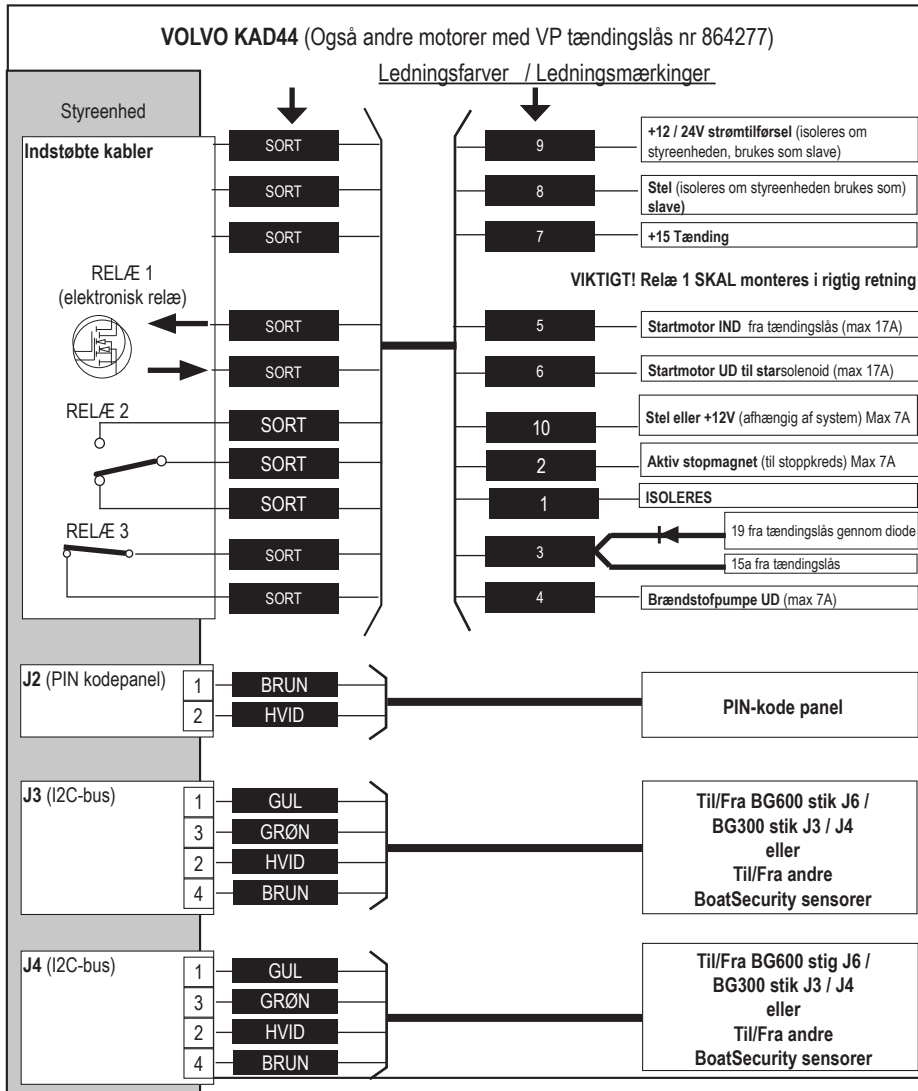 VOLVO KAD44 (Også andre motorer med VP tændingslås nr 864277)
Ledningsfarver / Ledningsmærkinger
Styreenhed
Indstøbte kabler
SORT
9
+12 / 24V strømtilførsel (isoleres om
styreenheden, brukes som slave)
SORT
8
Stel (isoleres om styreenheden brukes som)
slave)
SORT
7
+15 Tænding
VIKTIGT! Relæ 1 SKAL monteres i rigtig retning
RELÆ 1
(elektronisk relæ)
SORT
5
Startmotor IND fra tændingslås (max 17A)
SORT
6
Startmotor UD til starsolenoid (max 17A)
RELÆ 2
SORT
10
Stel eller +12V (afhængig af system) Max 7A
SORT
2
Aktiv stopmagnet (til stoppkreds) Max 7A
SORT
1
ISOLERES
RELÆ 3
SORT
3
19 fra tændingslås gennom diode
15a fra tændingslås
SORT
4
Brændstofpumpe UD (max 7A)
J2 (PIN kodepanel)
1
BRUN
2
HVID
PIN-kode panel
J3 (I2C-bus)
1
GUL
3
GRØN
2
HVID
4
BRUN
Til/Fra BG600 stik J6 /
BG300 stik J3 / J4
eller
Til/Fra andre
BoatSecurity sensorer
J4 (I2C-bus)
1
GUL
3
GRØN
2
HVID
4
BRUN
Til/Fra BG600 stig J6 /
BG300 stik J3 / J4
eller
Til/Fra andre
BoatSecurity sensorer